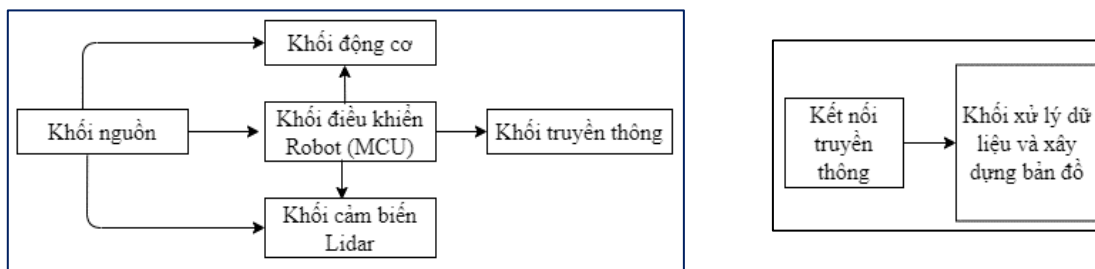 Khối động cơ
Khối nguồn
Khối điều khiển
Robot (MCU)
Khối truyền thông
Khối cảm biến
Lidar
Kết nối
truyền
thông
Khối xử lý dữ
liệu và xây
dựng bản đồ